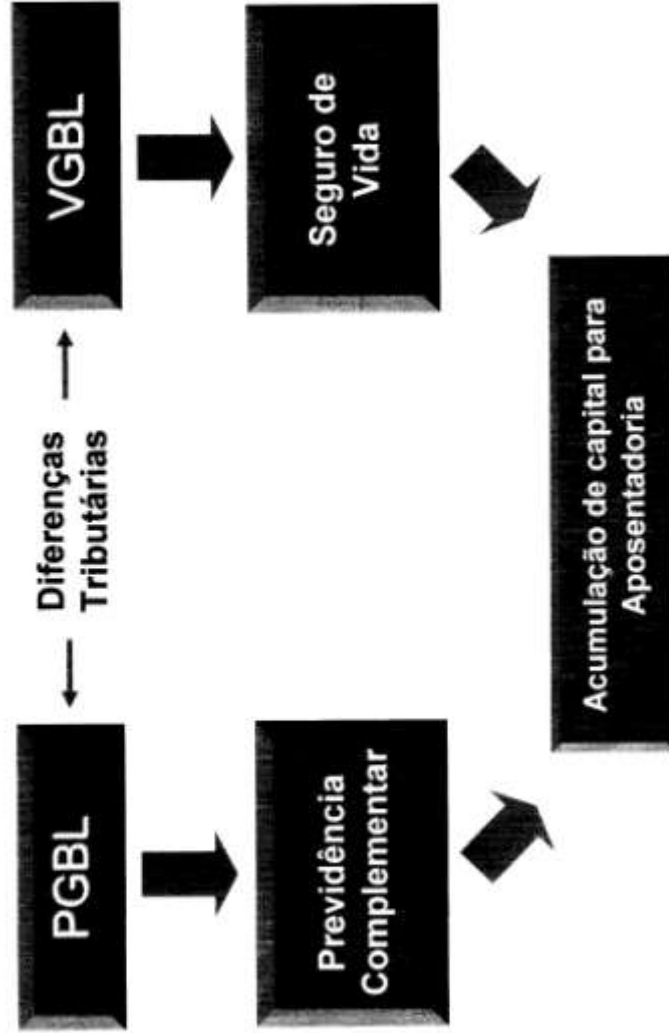 PGBL
Diferenças
Tributárias
VGBL
Previdência
Complementar
Seguro de
Vida
Acumulação de capital para
Aposentadoria